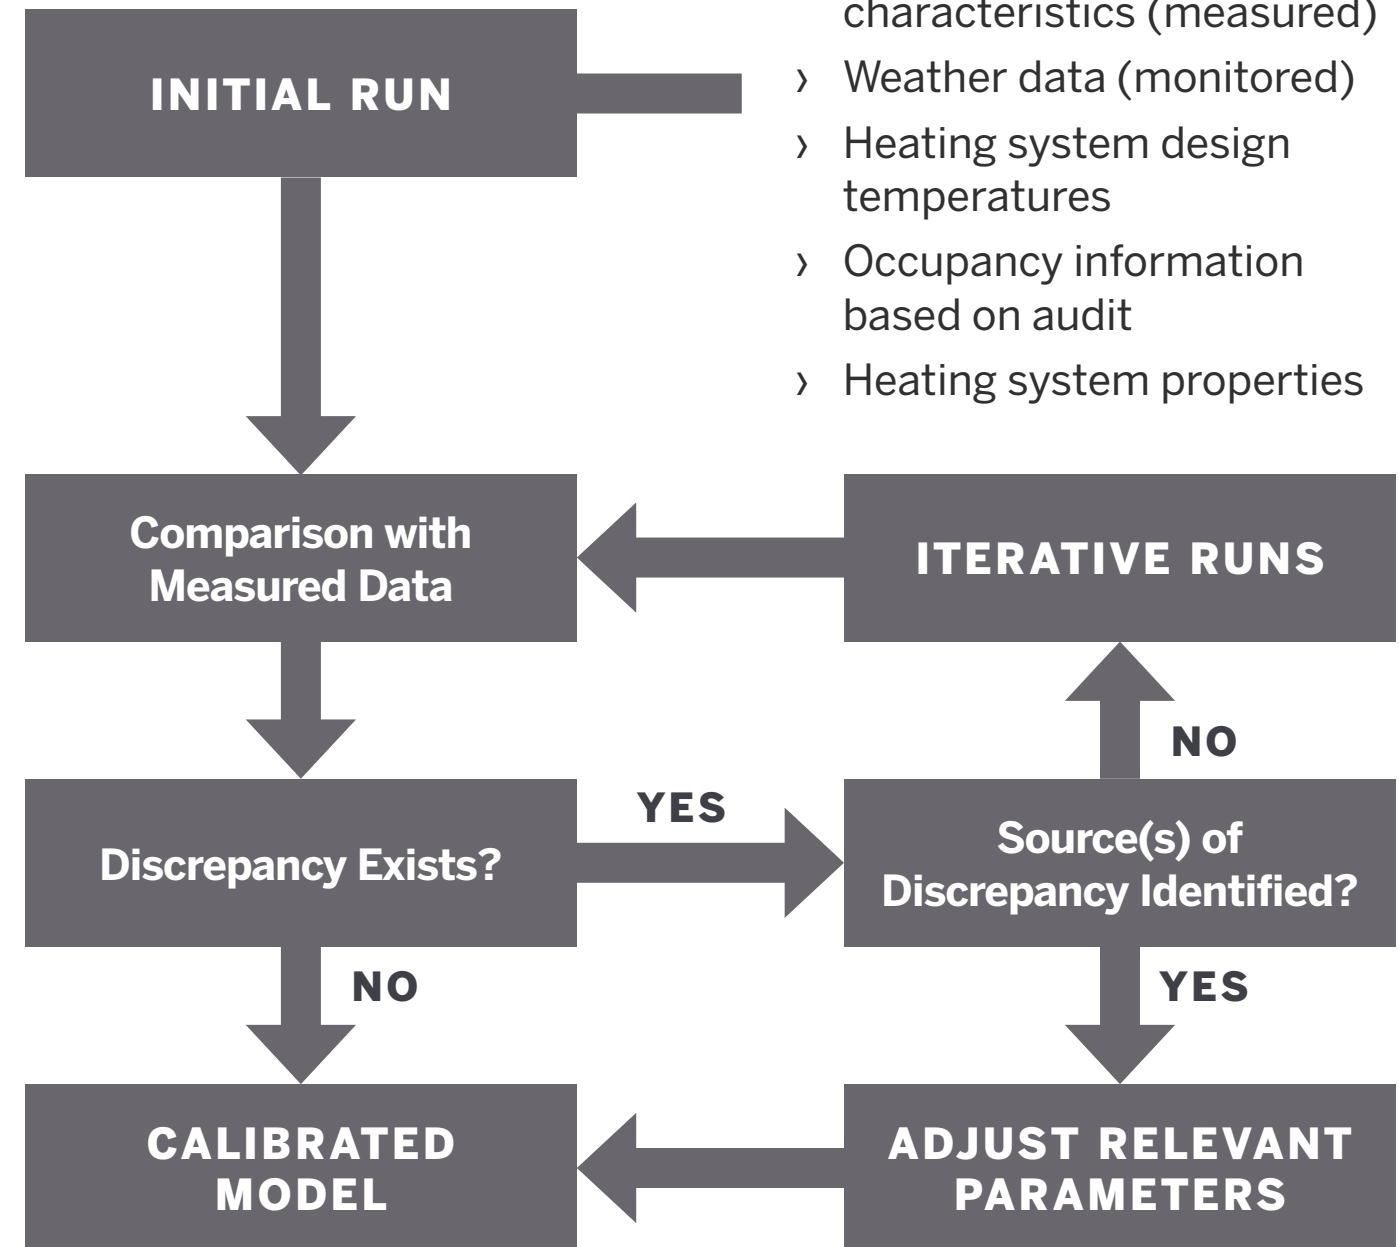 characteristics (measured)
INITIAL RUN
› Weather data (monitored)
› Heating system design
temperatures
› Occupancy information
based on audit
› Heating system properties
Comparison with
Measured Data
ITERATIVE RUNS
NO
YES
Discrepancy Exists?
Source(s) of
Discrepancy Identified?
NO
YES
CALIBRATED
MODEL
ADJUST RELEVANT
PARAMETERS